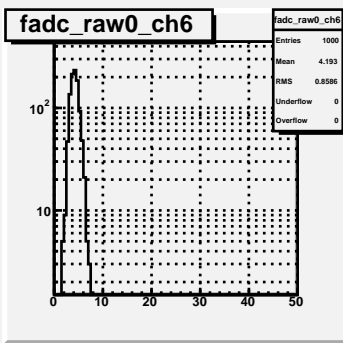 fadc_raw0_ch6
fadc_raw0_ch6
Entries 1000
Mean 4.193
RMS 0.8586
Underflow 0
Overflow 0
10²
10
0 10 20 30 40 50